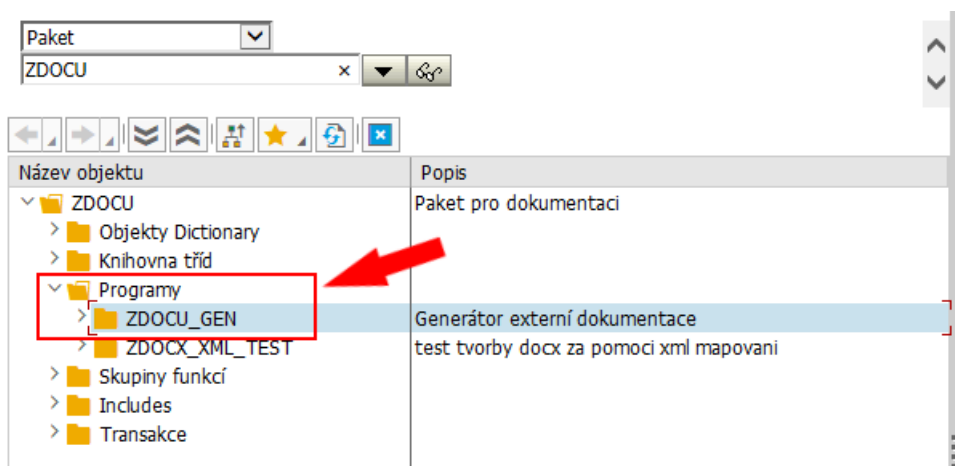 Paket
ZDOCU
Název objektu Popis
ZDOCU Paket pro dokumentaci
Objekty Dictionary
Knihovna tříd
Programy
ZDOCU_GEN Generátor externí dokumentace
ZDOCX_XML_TEST test tvorby docx za pomoci xml mapovani
Skupiny funkcí
Includes
Transakce